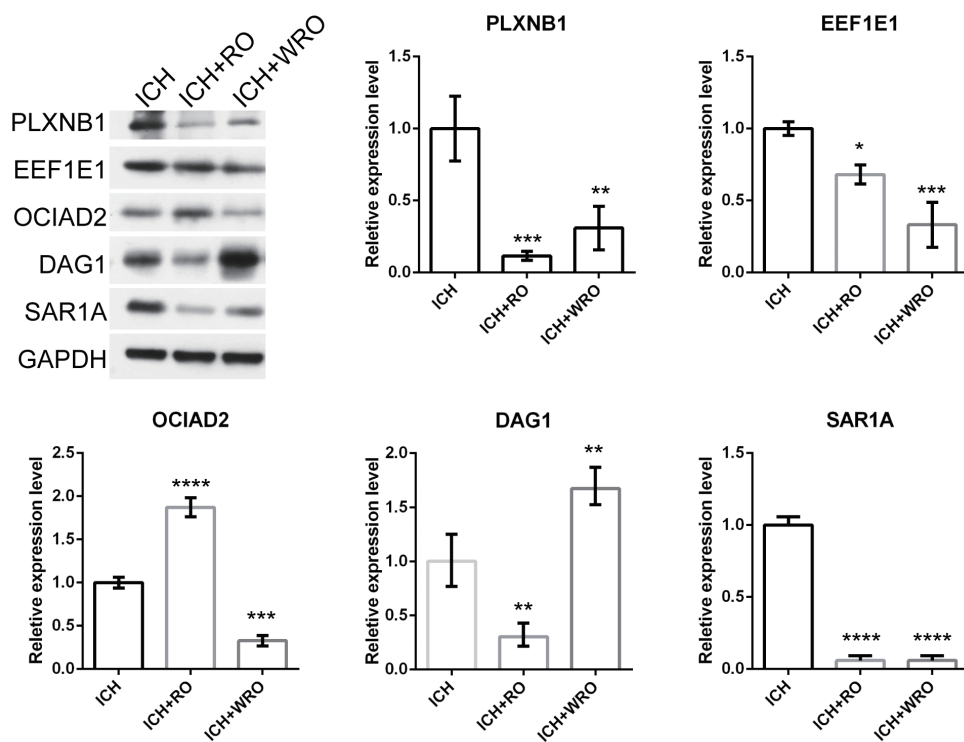 ICH
ICH+RO
ICH+WRO
PLXNB1
EEF1E1
OCIAD2
DAG1
SAR1A
GAPDH
PLXNB1
Reletive expression level
1.5
1.0
0.5
0.0
***
**
ICH
ICH+RO
ICH+WRO
EEF1E1
Reletive expression level
1.5
1.0
0.5
0.0
*
***
ICH
ICH+RO
ICH+WRO
OCIAD2
Reletive expression level
2.5
2.0
1.5
1.0
0.5
0.0
****
***
ICH
ICH+RO
ICH+WRO
DAG1
Reletive expression level
2.0
1.5
1.0
0.5
0.0
**
**
ICH
ICH+RO
ICH+WRO
SAR1A
Reletive expression level
1.5
1.0
0.5
0.0
****
****
ICH
ICH+RO
ICH+WRO